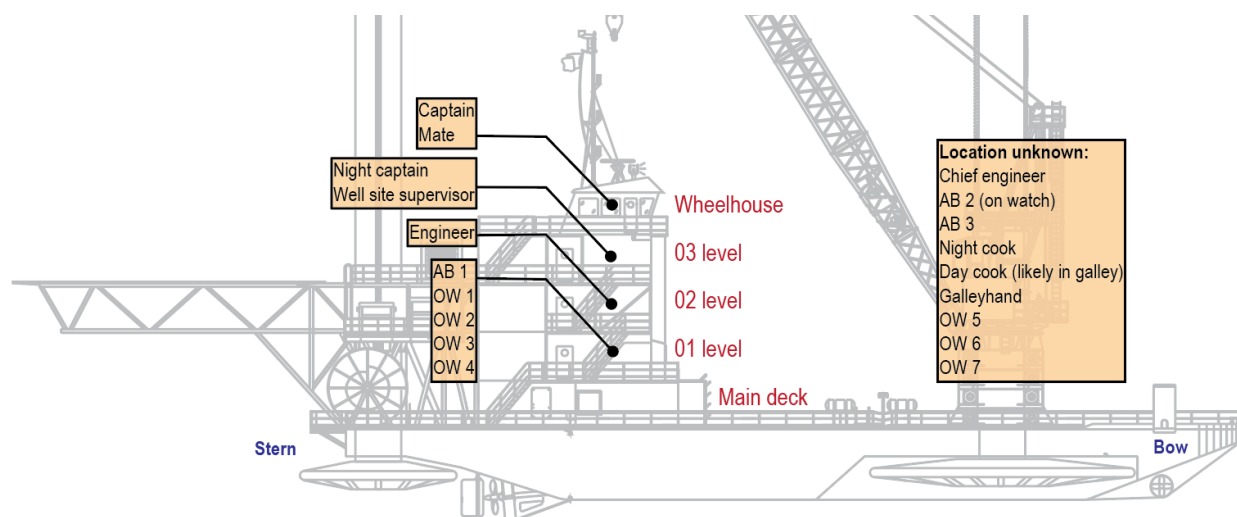 Captain
Mate
Night captain
Well site supervisor
Engineer
AB 1
OW 1
OW 2
OW 3
OW 4
Wheelhouse
03 level
02 level
01 level
Main deck
Location unknown:
Chief engineer
AB 2 (on watch)
AB 3
Night cook
Day cook (likely in galley)
Galleyhand
OW 5
OW 6
OW 7
Stern
Bow